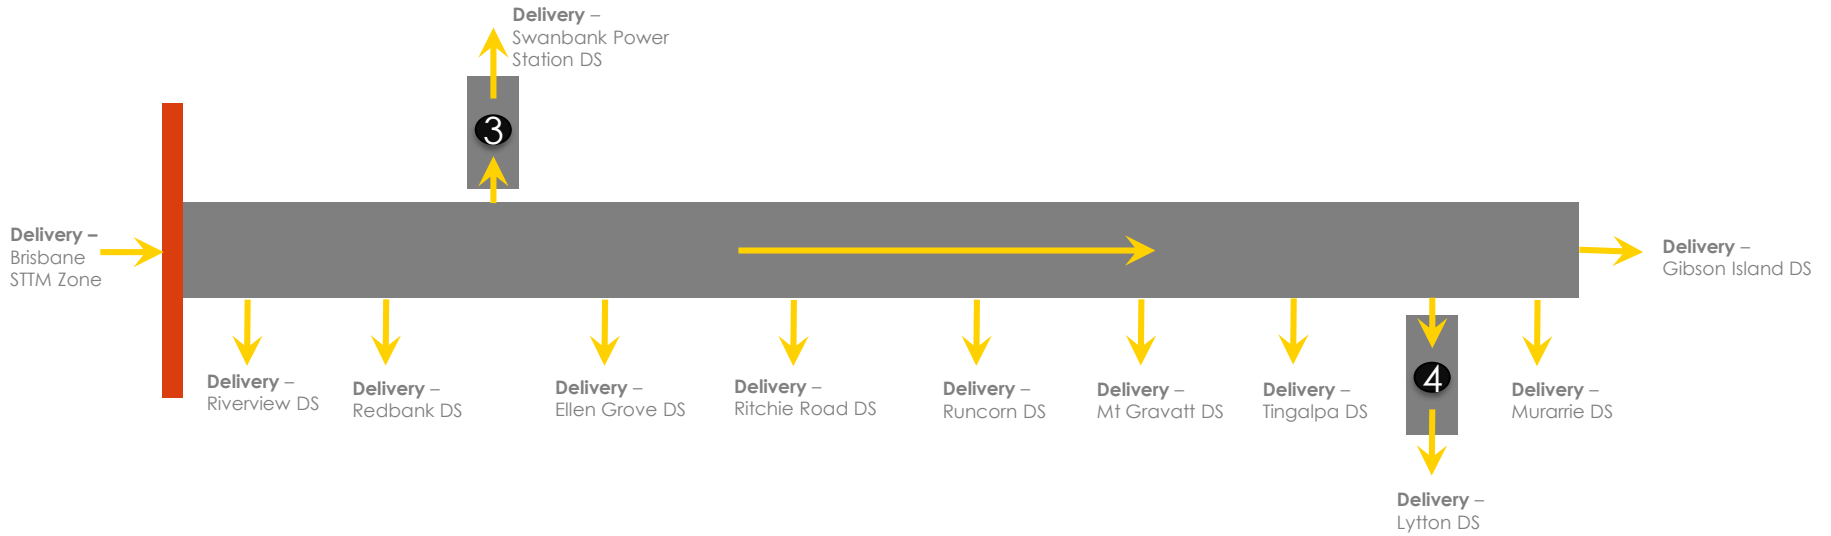 Delivery –
Swanbank Power
Station DS
3
Delivery –
Brisbane
STTM Zone
Delivery –
Gibson Island DS
Delivery –
Riverview DS
Delivery –
Redbank DS
Delivery –
Ellen Grove DS
Delivery –
Ritchie Road DS
Delivery –
Runcorn DS
Delivery –
Mt Gravatt DS
Delivery –
Tingalpa DS
4
Delivery –
Murarrie DS
Delivery –
Lytton DS